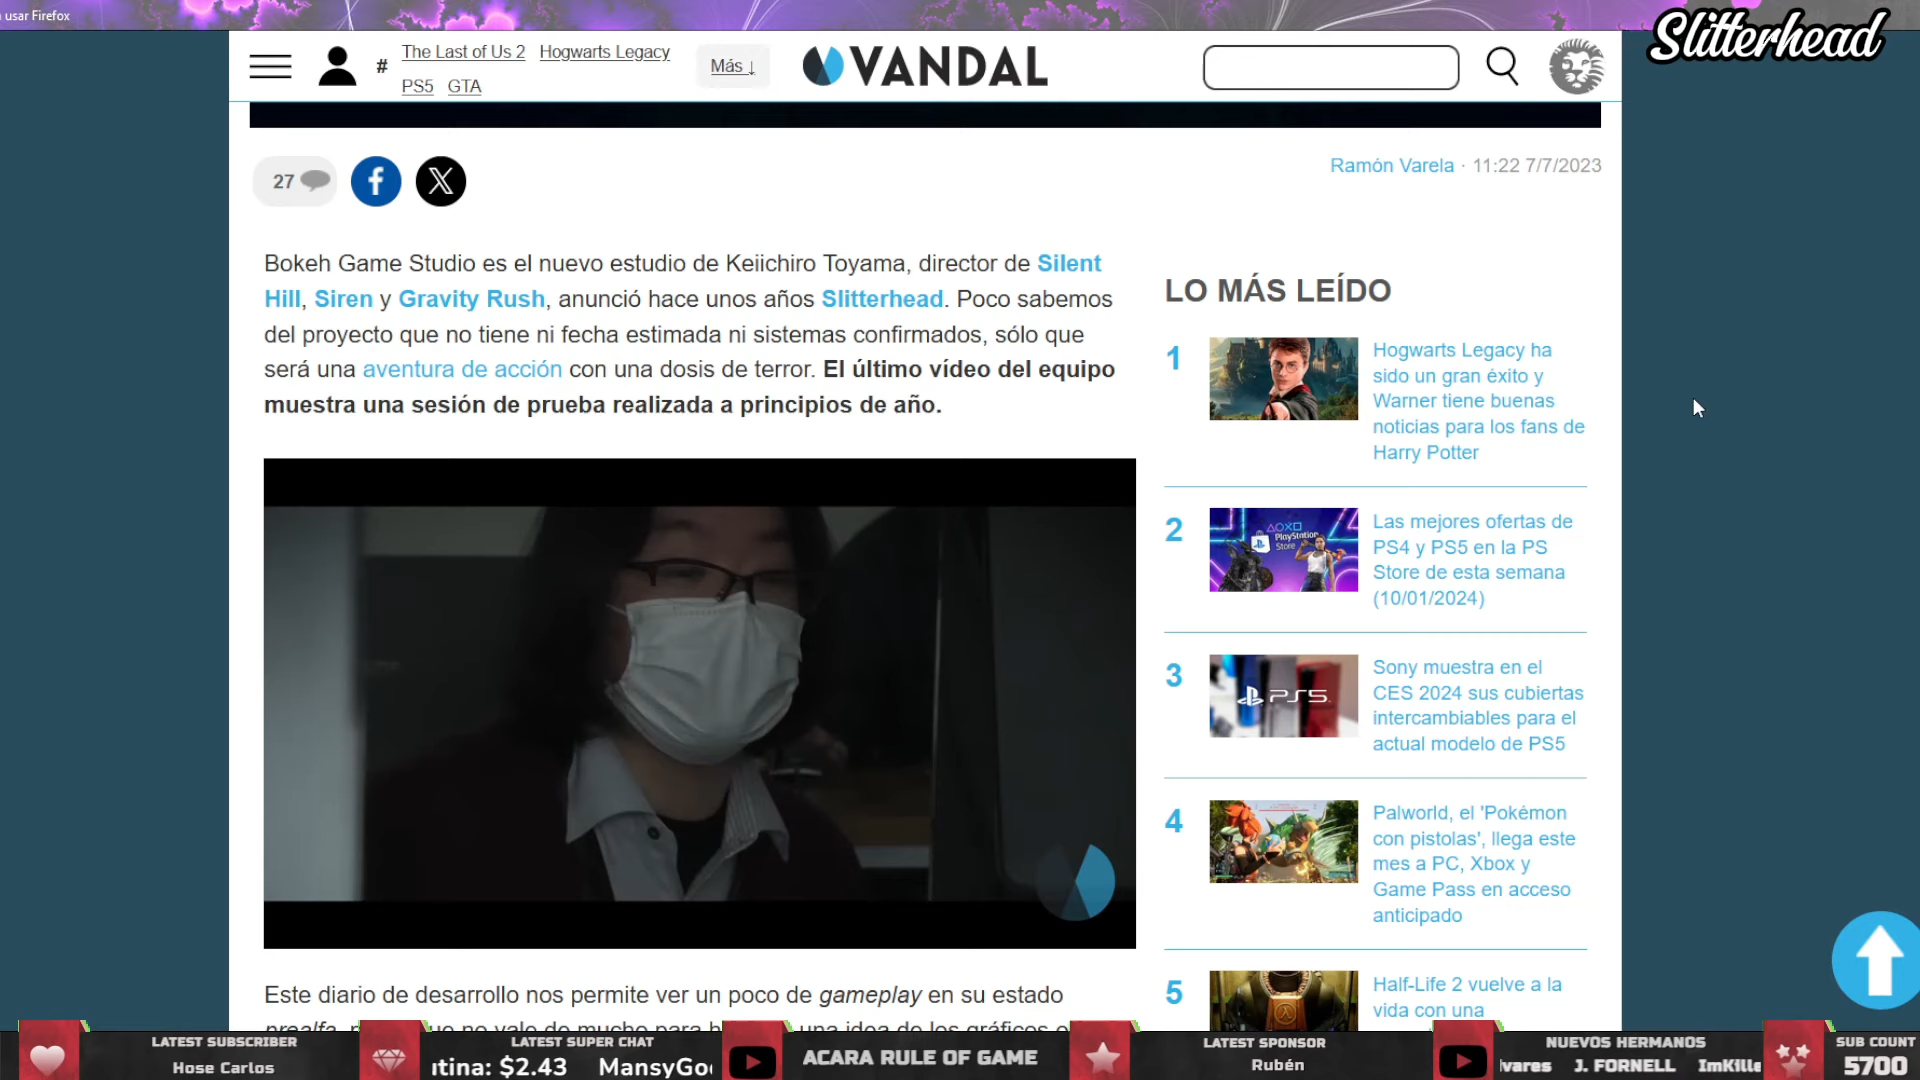 usar Firefox
Slitterhead
The Last of Us 2 Hogwarts Legacy
#
PS5 GTA
Más ↓
VANDAL
27
Ramón Varela · 11:22 7/7/2023
Bokeh Game Studio es el nuevo estudio de Keiichiro Toyama, director de Silent
Hill, Siren y Gravity Rush, anunció hace unos años Slitterhead. Poco sabemos
del proyecto que no tiene ni fecha estimada ni sistemas confirmados, sólo que
será una aventura de acción con una dosis de terror. El último vídeo del equipo
muestra una sesión de prueba realizada a principios de año.
Este diario de desarrollo nos permite ver un poco de gameplay en su estado
LO MÁS LEÍDO
1
Hogwarts Legacy ha
sido un gran éxito y
Warner tiene buenas
noticias para los fans de
Harry Potter
2
PlayStation
Store
Las mejores ofertas de
PS4 y PS5 en la PS
Store de esta semana
(10/01/2024)
3
PS5
Sony muestra en el
CES 2024 sus cubiertas
intercambiables para el
actual modelo de PS5
4
Palworld, el 'Pokémon
con pistolas', llega este
mes a PC, Xbox y
Game Pass en acceso
anticipado
5
Half-Life 2 vuelve a la
vida con una
LATEST SUBSCRIBER
Hose Carlos
LATEST SUPER CHAT
tina: $2.43 MansyGo
ACARA RULE OF GAME
LATEST SPONSOR
Rubén
NUEVOS HERMANOS
lvares J. FORNELL ImKille
SUB COUNT
5700